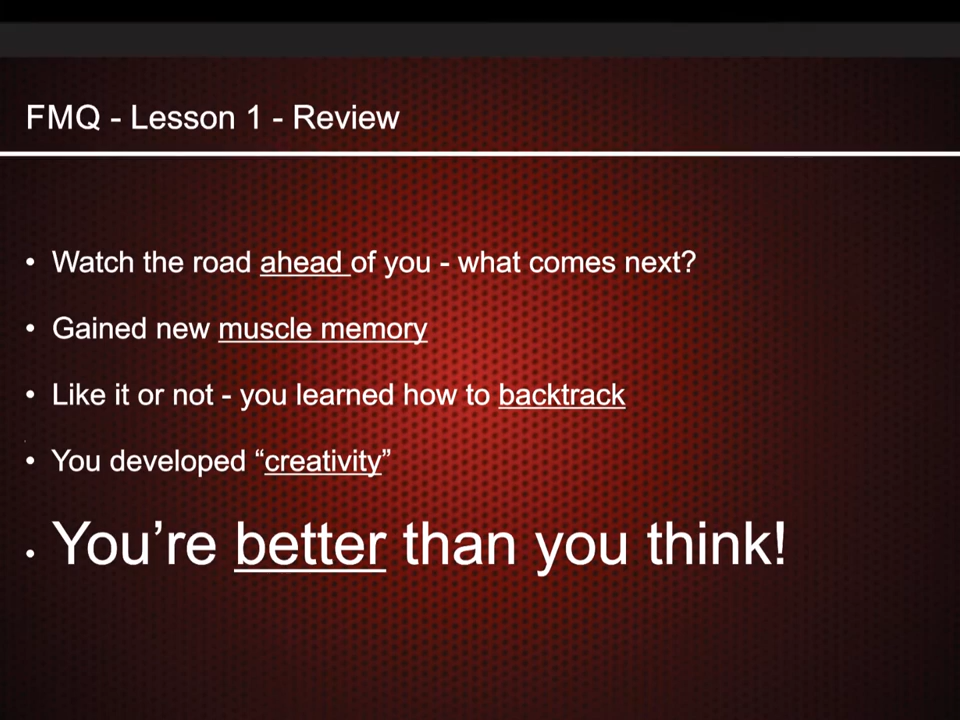 FMQ - Lesson 1 - Review
• Watch the road ahead of you - what comes next?
• Gained new muscle memory
• Like it or not - you learned how to backtrack
• You developed “creativity”
• You’re better than you think!